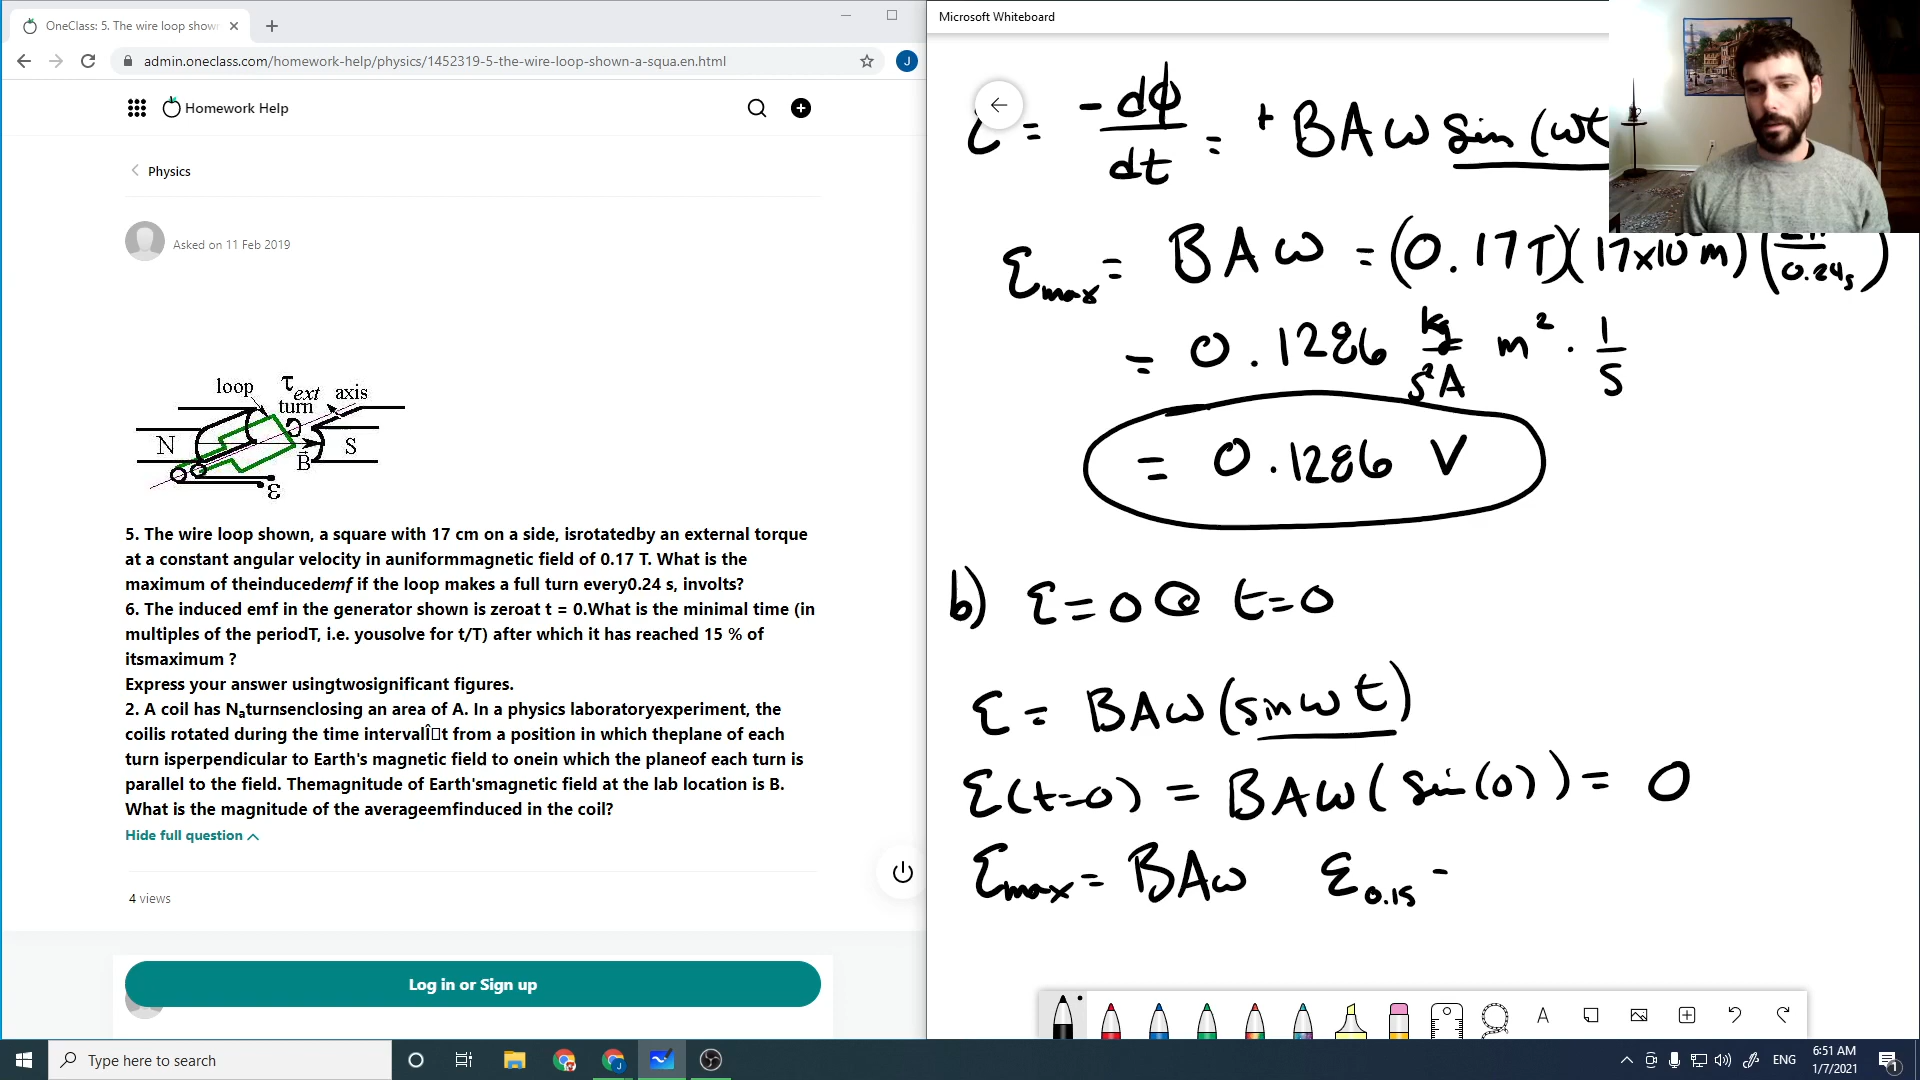 OneClass: 5. The wire loop show
admin.oneclass.com/homework-help/physics/1452319-5-the-wire-loop-shown-a-squa.en.html
J
Homework Help
Physics
Asked on 11 Feb 2019
loop τext axis
turn
N
B
S
ε
5. The wire loop shown, a square with 17 cm on a side, isrotatedby an external torque
at a constant angular velocity in auniformmagnetic field of 0.17 T. What is the
maximum of theinducedemf if the loop makes a full turn every0.24 s, involts?
6. The induced emf in the generator shown is zeroat t = 0.What is the minimal time (in
multiples of the periodT, i.e. yousolve for t/T) after which it has reached 15 % of
itsmaximum ?
Express your answer usingtwosignificant figures.
2. A coil has Naturnsenclosing an area of A. In a physics laboratoryexperiment, the
coilis rotated during the time intervalÎ□t from a position in which theplane of each
turn isperpendicular to Earth's magnetic field to onein which the planeof each turn is
parallel to the field. Themagnitude of Earth'smagnetic field at the lab location is B.
What is the magnitude of the averageemfinduced in the coil?
Hide full question
4 views
Log in or Sign up
Microsoft Whiteboard
ε = -dφ/dt = + BAω sin(ωt
εmax = BAω = (0.17T)(17x10 m)( /0.24s)
= 0.1286 kg/s²A m² · 1/s
= 0.1286 V
b) ε=0 @ t=0
ε = BAω(sinωt)
ε(t=0) = BAω(sin(0)) = 0
εmax = BAω ε0.15 -
A
Type here to search
ENG
6:51 AM
1/7/2021
1